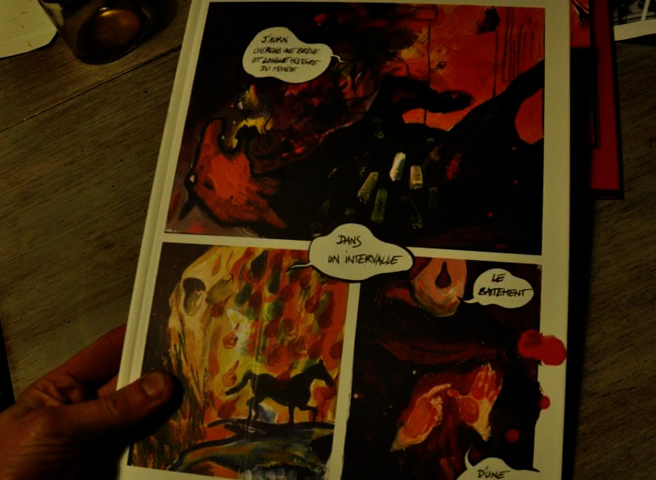 J'AURAI
CHERCHÉ UNE BRÈVE
ET LONGUE HISTOIRE
DU MONDE
DANS
UN INTERVALLE
LE
BATTEMENT
D'UNE